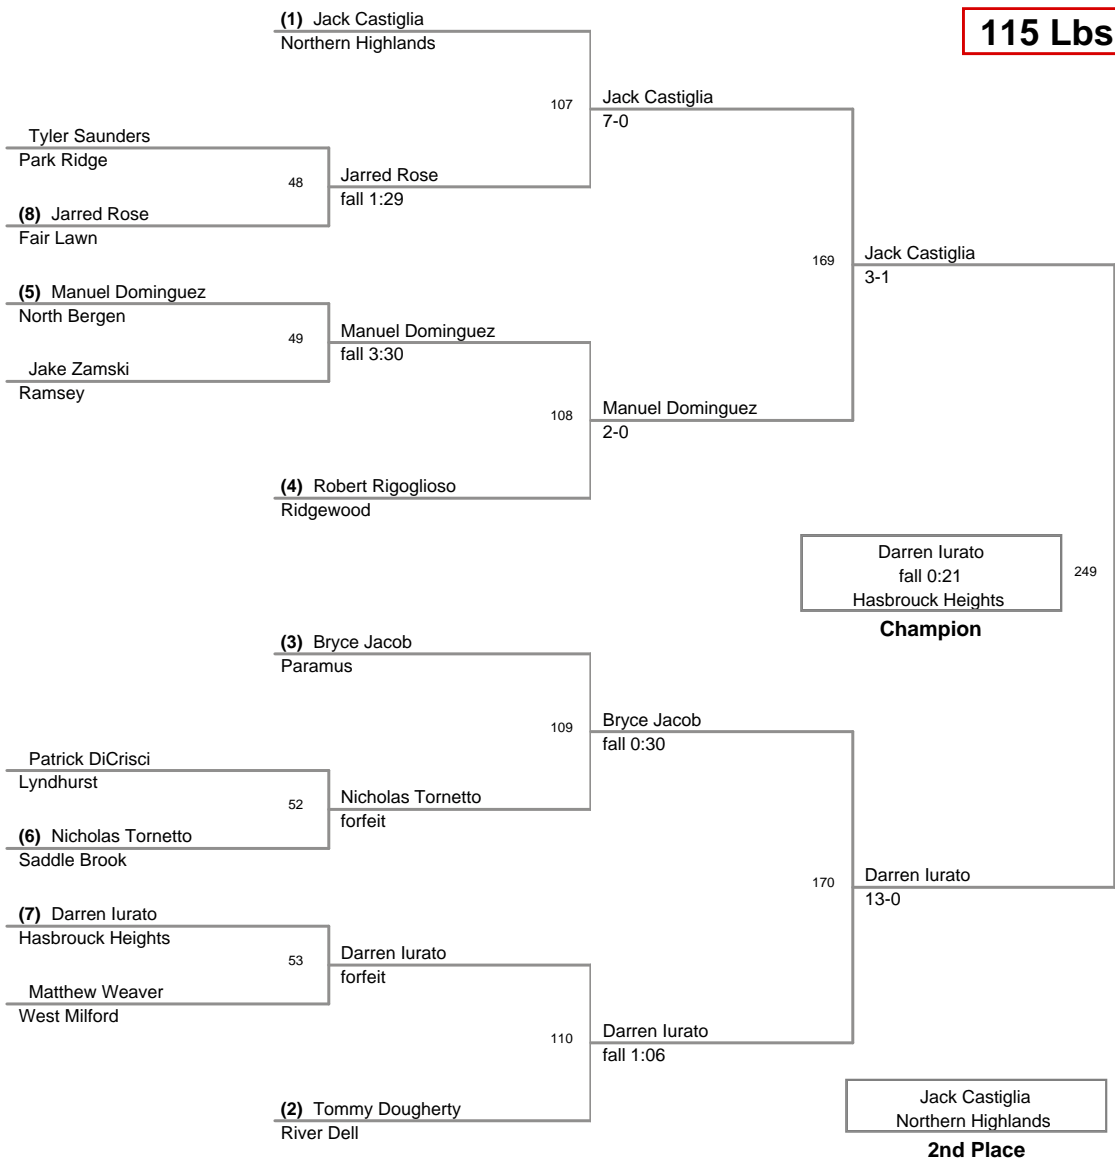 115 Lbs
(1) Jack Castiglia
Northern Highlands
107
Jack Castiglia
7-0
Tyler Saunders
Park Ridge
48
Jarred Rose
fall 1:29
(8) Jarred Rose
Fair Lawn
169
Jack Castiglia
3-1
(5) Manuel Dominguez
North Bergen
49
Manuel Dominguez
fall 3:30
Jake Zamski
Ramsey
108
Manuel Dominguez
2-0
(4) Robert Rigoglioso
Ridgewood
Darren Iurato
fall 0:21
Hasbrouck Heights
249
Champion
(3) Bryce Jacob
Paramus
109
Bryce Jacob
fall 0:30
Patrick DiCrisci
Lyndhurst
52
Nicholas Tornetto
forfeit
(6) Nicholas Tornetto
Saddle Brook
170
Darren Iurato
13-0
(7) Darren Iurato
Hasbrouck Heights
53
Darren Iurato
forfeit
Matthew Weaver
West Milford
110
Darren Iurato
fall 1:06
(2) Tommy Dougherty
River Dell
Jack Castiglia
Northern Highlands
2nd Place